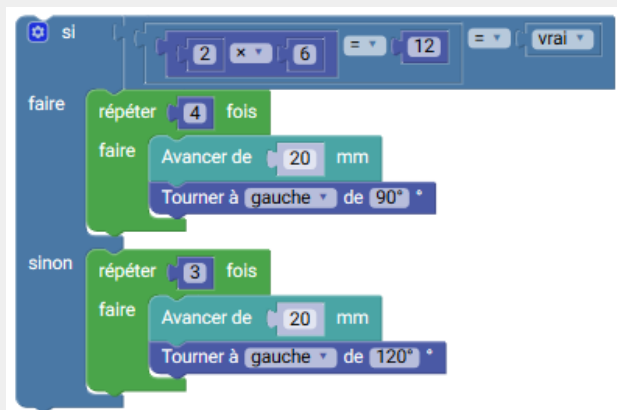 si 2 × 6 = 12 = vrai
faire répéter 4 fois
faire Avancer de 20 mm
Tourner à gauche de 90° °
sinon répéter 3 fois
faire Avancer de 20 mm
Tourner à gauche de 120° °